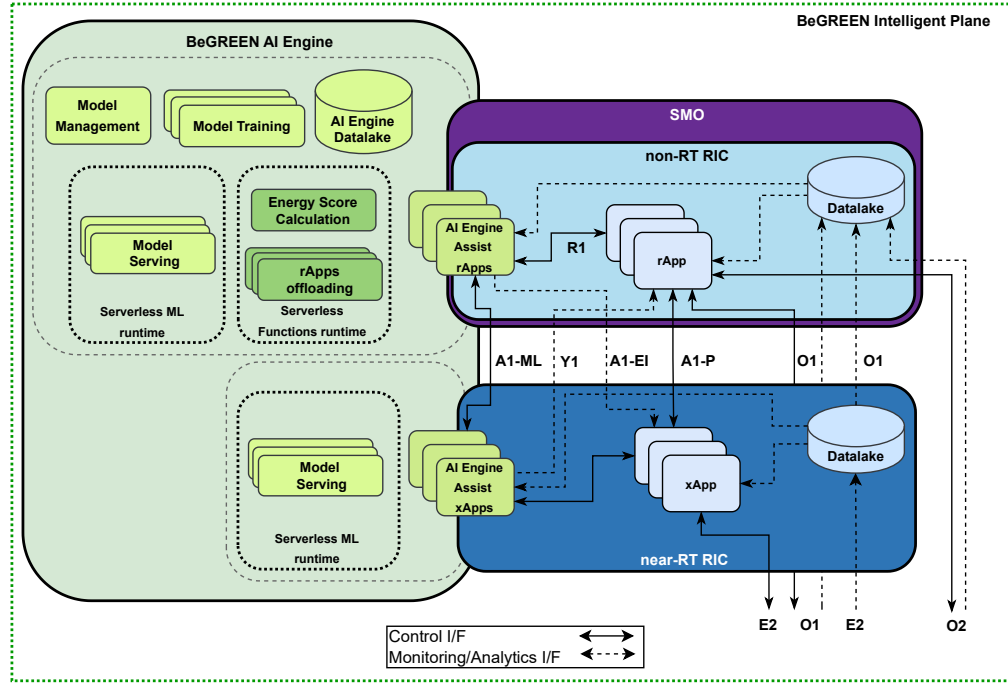 BeGREEN Intelligent Plane
BeGREEN AI Engine
Model
Management
Model Training
AI Engine
Datalake
SMO
non-RT RIC
Energy Score
Calculation
Model
Serving
rApps
offloading
Serverless ML
runtime
Serverless
Functions runtime
AI Engine
Assist
rApps
R1
rApp
Datalake
A1-ML
Y1
A1-EI
A1-P
O1
O1
Model
Serving
Serverless ML
runtime
AI Engine
Assist
xApps
xApp
Datalake
near-RT RIC
E2
O1
E2
O2
Control I/F
Monitoring/Analytics I/F